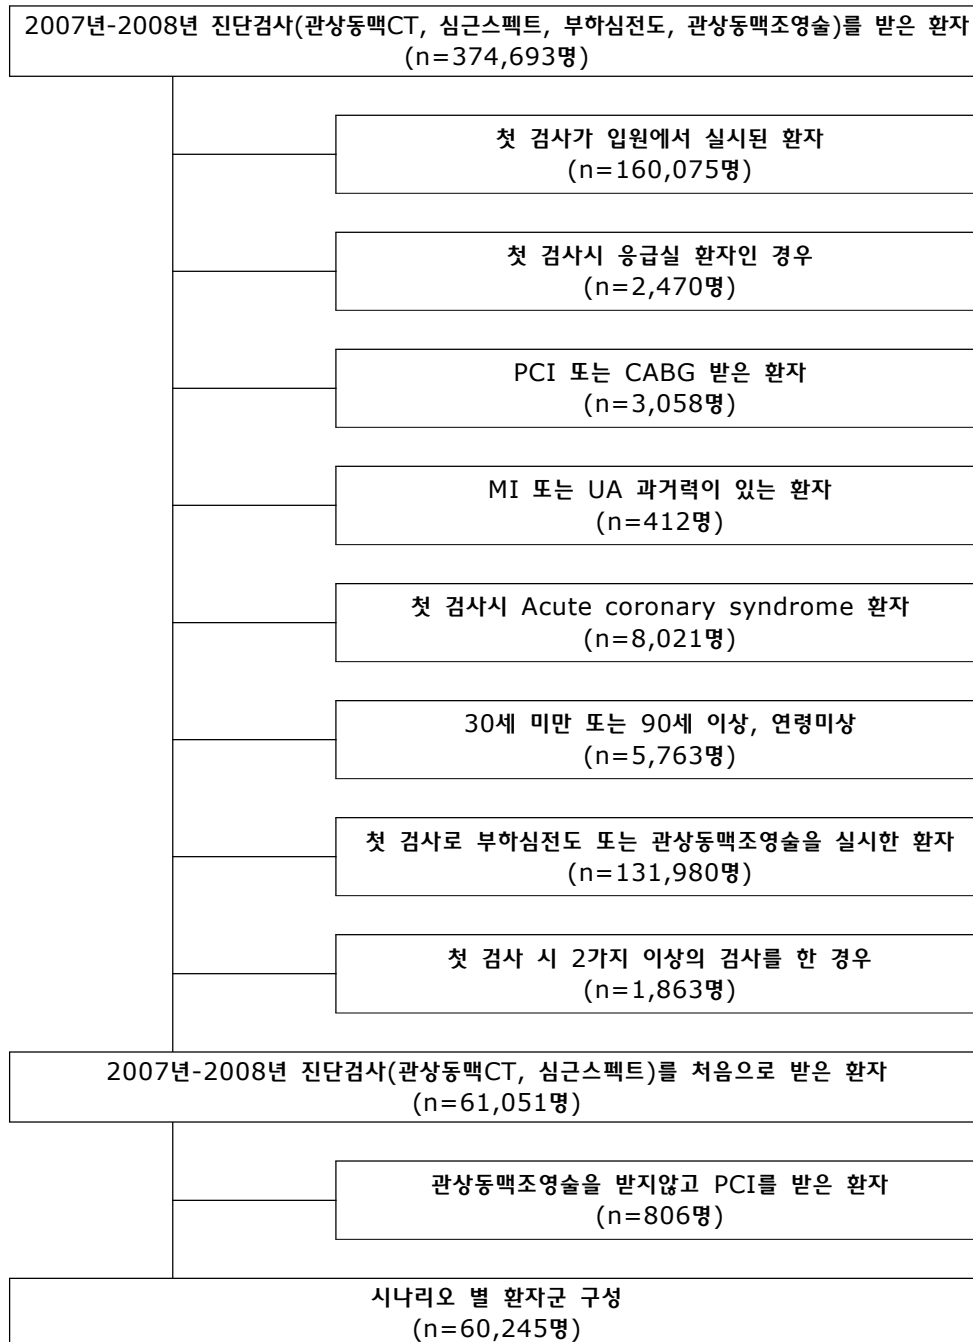 2007년-2008년 진단검사(관상동맥CT, 심근스펙트, 부하심전도, 관상동맥조영술)를 받은 환자
(n=374,693명)
첫 검사가 입원에서 실시된 환자
(n=160,075명)
첫 검사시 응급실 환자인 경우
(n=2,470명)
PCI 또는 CABG 받은 환자
(n=3,058명)
MI 또는 UA 과거력이 있는 환자
(n=412명)
첫 검사시 Acute coronary syndrome 환자
(n=8,021명)
30세 미만 또는 90세 이상, 연령미상
(n=5,763명)
첫 검사로 부하심전도 또는 관상동맥조영술을 실시한 환자
(n=131,980명)
첫 검사 시 2가지 이상의 검사를 한 경우
(n=1,863명)
2007년-2008년 진단검사(관상동맥CT, 심근스펙트)를 처음으로 받은 환자
(n=61,051명)
관상동맥조영술을 받지않고 PCI를 받은 환자
(n=806명)
시나리오 별 환자군 구성
(n=60,245명)